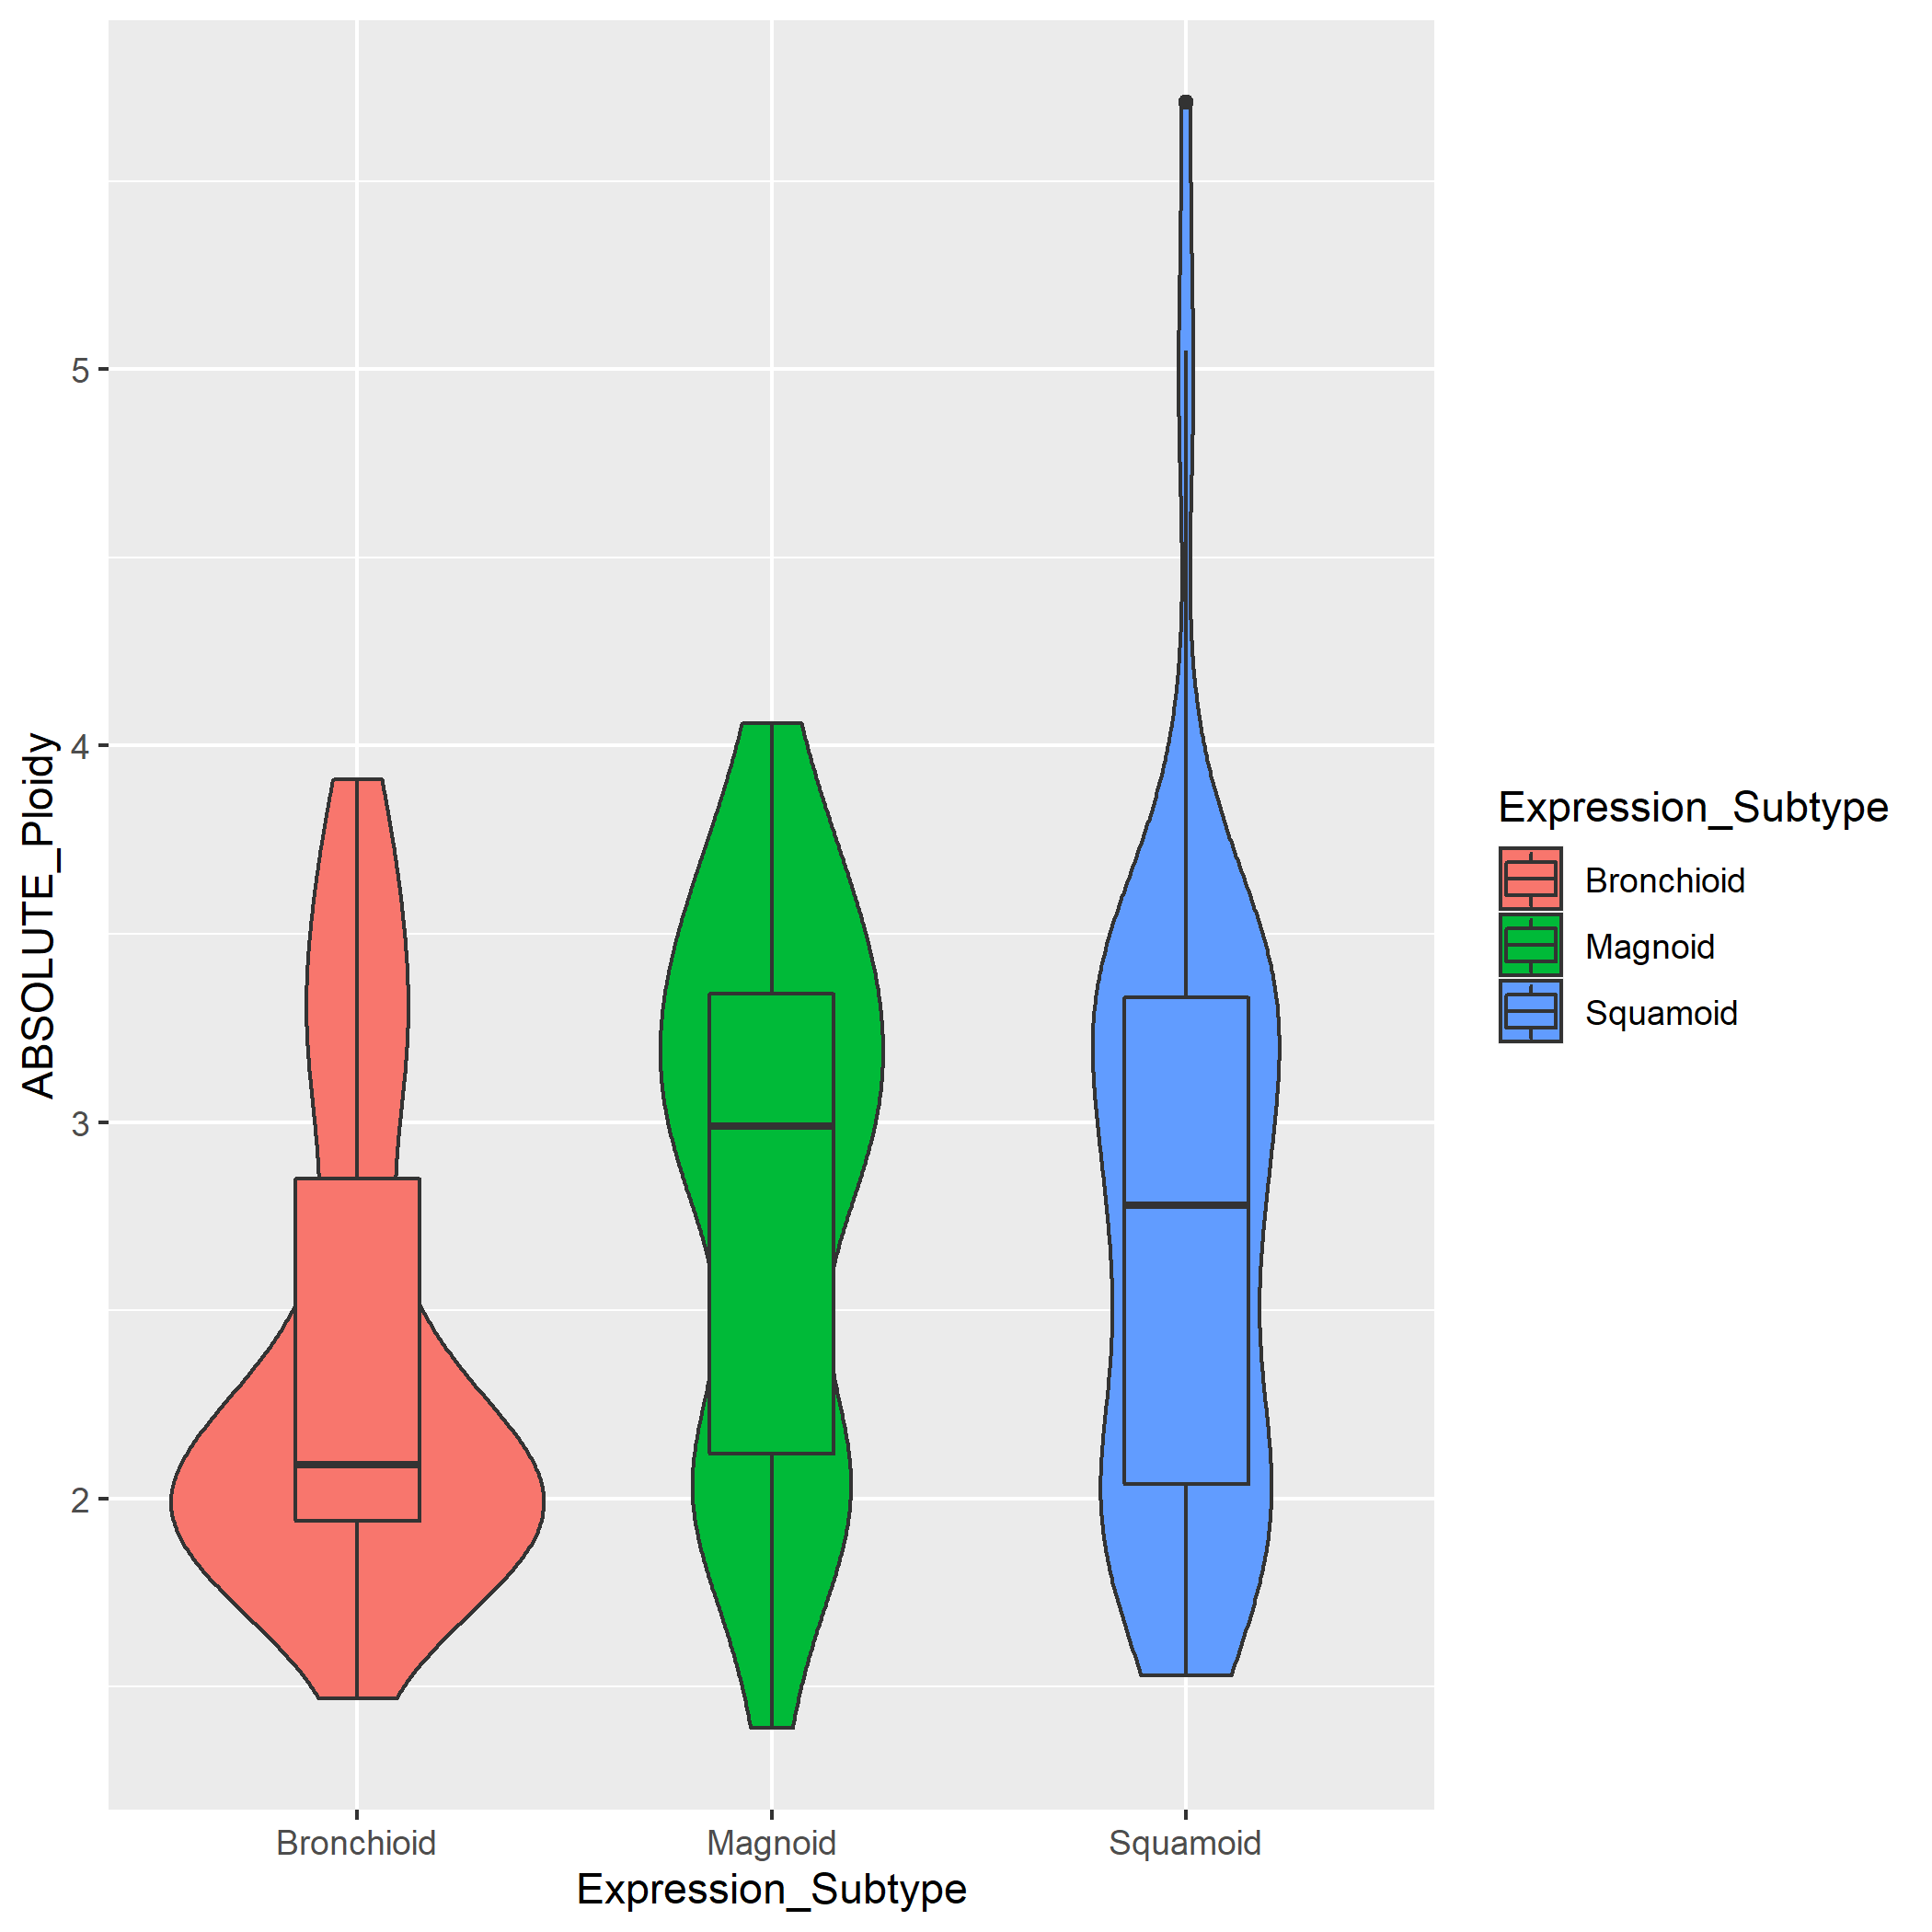 ABSOLUTE_Ploidy
5
4
3
2
Bronchioid
Magnoid
Squamoid
Expression_Subtype
Expression_Subtype
Bronchioid
Magnoid
Squamoid